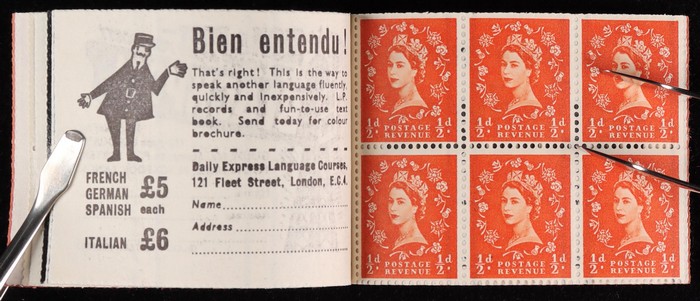 Bien entendu!
That's right! This is the way to
speak another language fluently,
quickly and inexpensively. L.P.
records and fun-to-use text
book. Send today for colour
brochure.
Daily Express Language Courses,
121 Fleet Street, London, E.C.4.
Name
Address
FRENCH
GERMAN
SPANISH
£5
each
ITALIAN £6
½d ½d
POSTAGE
REVENUE
½d ½d
POSTAGE
REVENUE
½d ½d
POSTAGE
REVENUE
½d ½d
POSTAGE
REVENUE
½d ½d
POSTAGE
REVENUE
½d ½d
POSTAGE
REVENUE